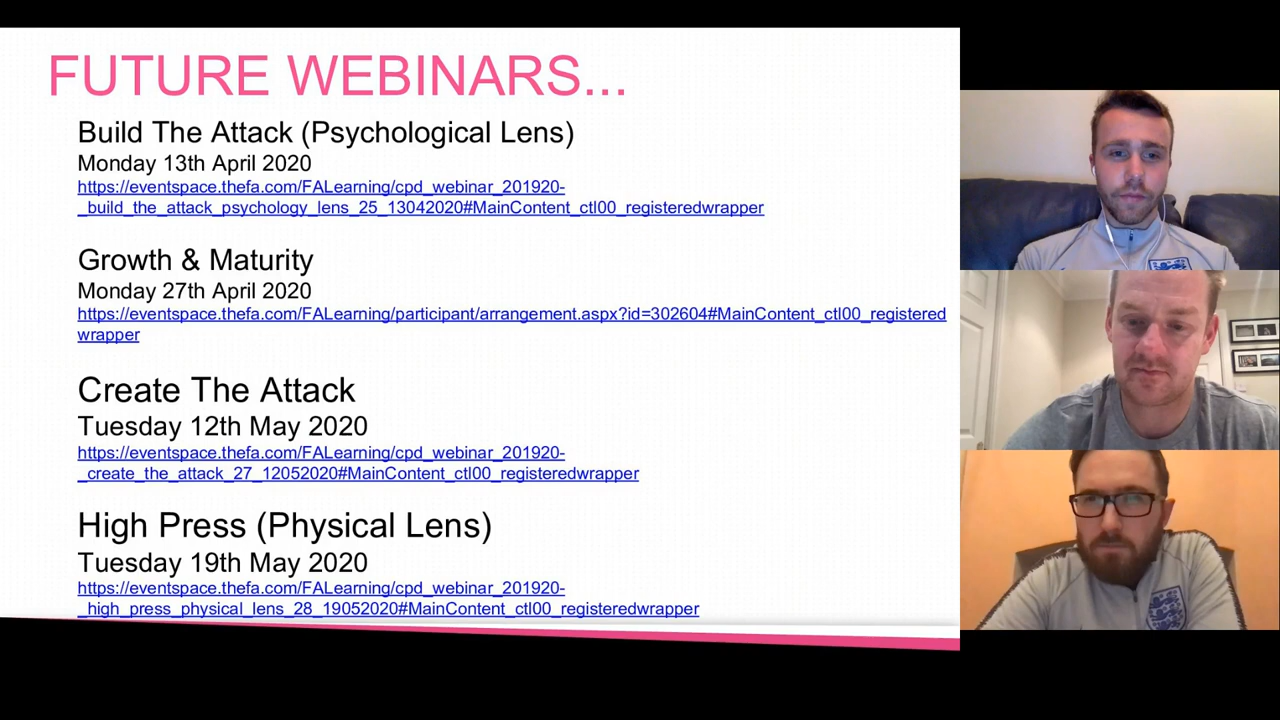 FUTURE WEBINARS...
Build The Attack (Psychological Lens)
Monday 13th April 2020
https://eventspace.thefa.com/FALearning/cpd_webinar_201920-
_build_the_attack_psychology_lens_25_13042020#MainContent_ctl00_registeredwrapper
Growth & Maturity
Monday 27th April 2020
https://eventspace.thefa.com/FALearning/participant/arrangement.aspx?id=302604#MainContent_ctl00_registered
wrapper
Create The Attack
Tuesday 12th May 2020
https://eventspace.thefa.com/FALearning/cpd_webinar_201920-
_create_the_attack_27_12052020#MainContent_ctl00_registeredwrapper
High Press (Physical Lens)
Tuesday 19th May 2020
https://eventspace.thefa.com/FALearning/cpd_webinar_201920-
_high_press_physical_lens_28_19052020#MainContent_ctl00_registeredwrapper